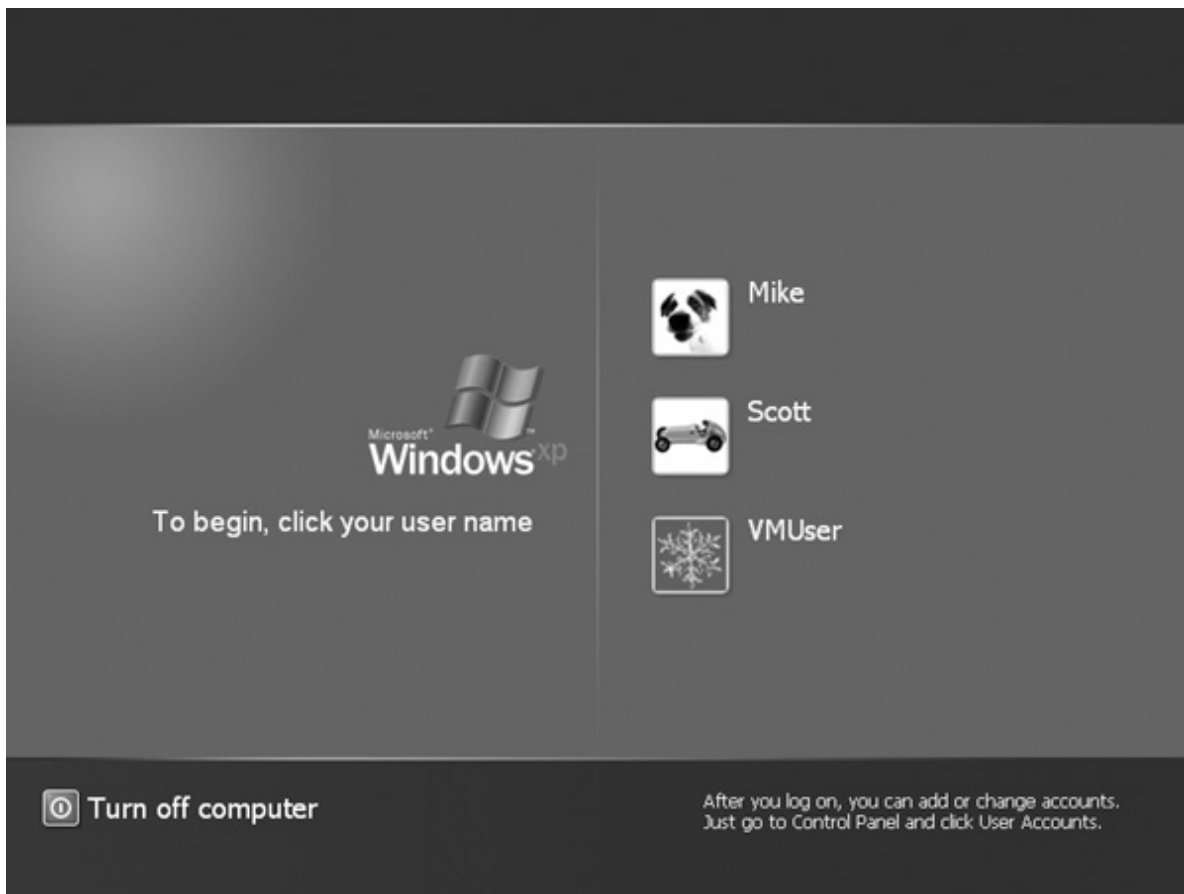 Microsoft®
Windows xp
To begin, click your user name
Mike
Scott
VMUser
Turn off computer
After you log on, you can add or change accounts.
Just go to Control Panel and click User Accounts.